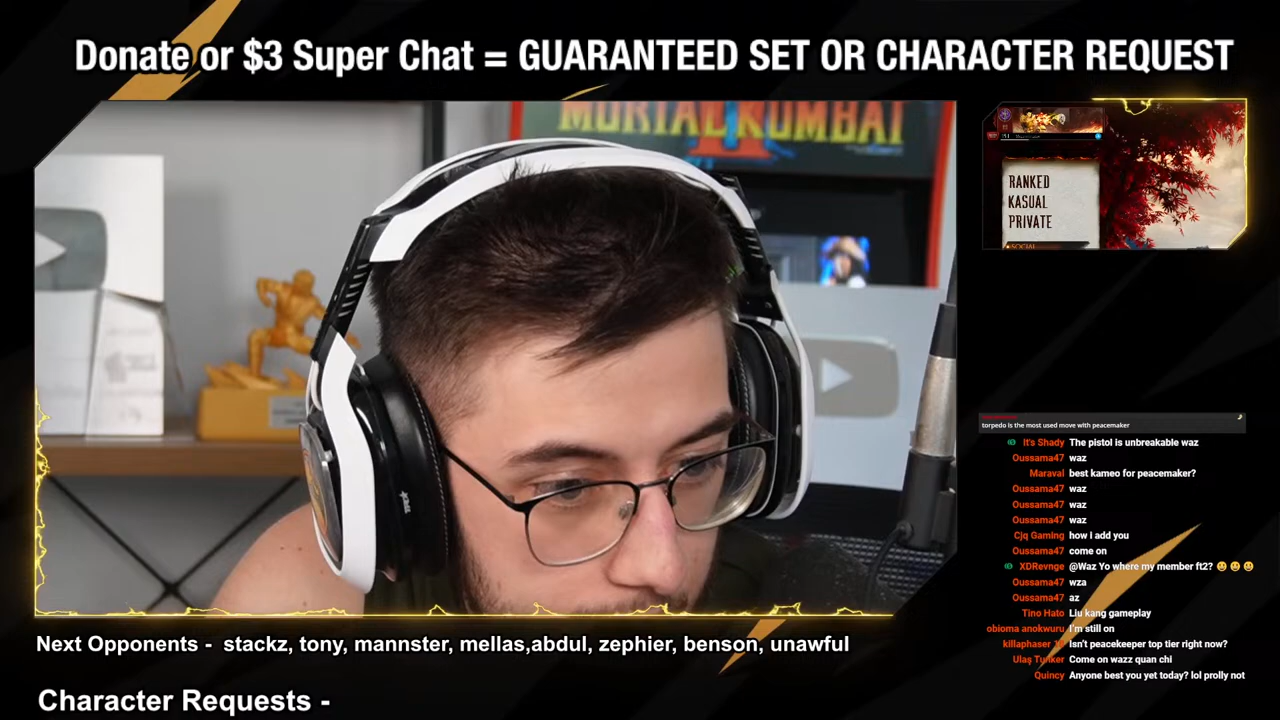 Donate or $3 Super Chat = GUARANTEED SET OR CHARACTER REQUEST
MORTAL KOMBAT
II
RANKED
KASUAL
PRIVATE
SOCIAL
torpedo is the most used move with peacemaker
It's Shady The pistol is unbreakable waz
Oussama47 waz
Maraval best kameo for peacemaker?
Oussama47 waz
Oussama47 waz
Oussama47 waz
Cjq Gaming how i add you
Oussama47 come on
XDRevnge @Waz Yo where my member ft2? 😃 😃 😃
Oussama47 wza
Oussama47 az
Tino Hato Liu kang gameplay
obioma anokwuru I'm still on
killaphaser Isn't peacekeeper top tier right now?
Ulaş Tunker Come on wazz quan chi
Quincy Anyone best you yet today? lol prolly not
Next Opponents - stackz, tony, mannster, mellas,abdul, zephier, benson, unawful
Character Requests -